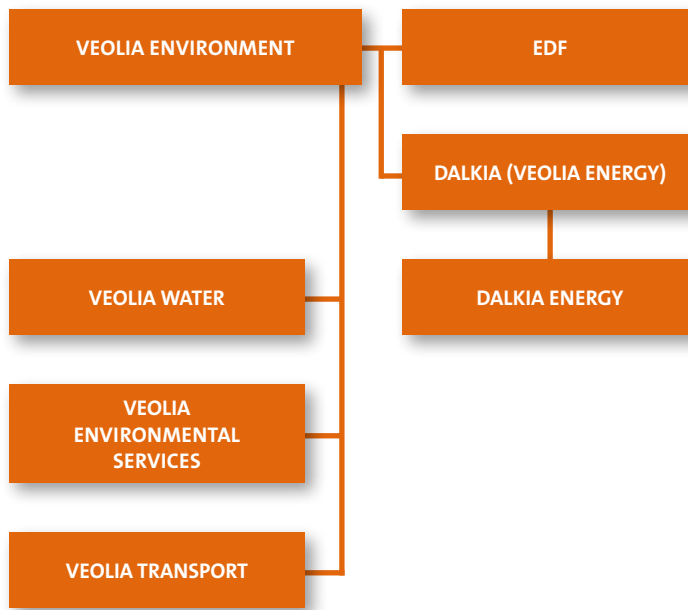 VEOLIA ENVIRONMENT
EDF
DALKIA (VEOLIA ENERGY)
VEOLIA WATER
DALKIA ENERGY
VEOLIA
ENVIRONMENTAL
SERVICES
VEOLIA TRANSPORT